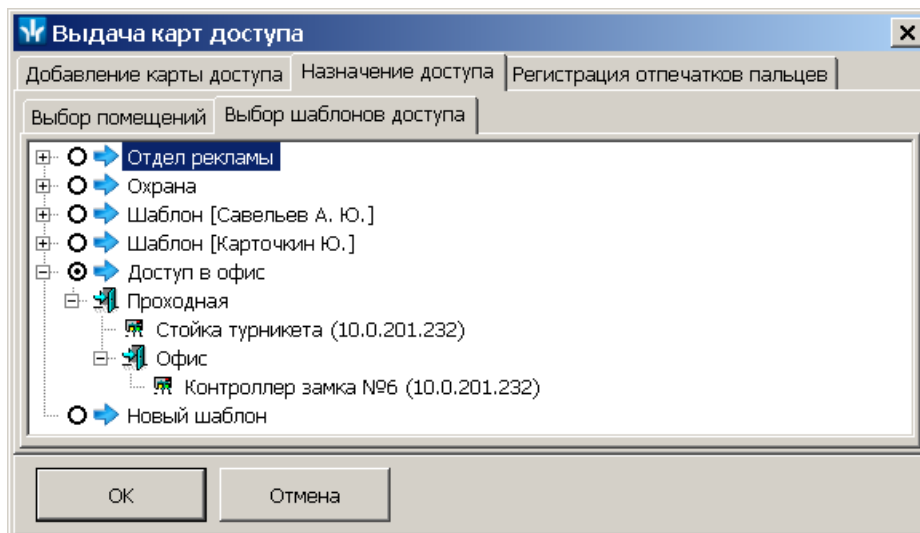 Выдача карт доступа
Добавление карты доступа Назначение доступа Регистрация отпечатков пальцев
Выбор помещений Выбор шаблонов доступа
Отдел рекламы
Охрана
Шаблон [Савельев А. Ю.]
Шаблон [Карточкин Ю.]
Доступ в офис
Проходная
Стойка турникета (10.0.201.232)
Офис
Контроллер замка №6 (10.0.201.232)
Новый шаблон
OK Отмена